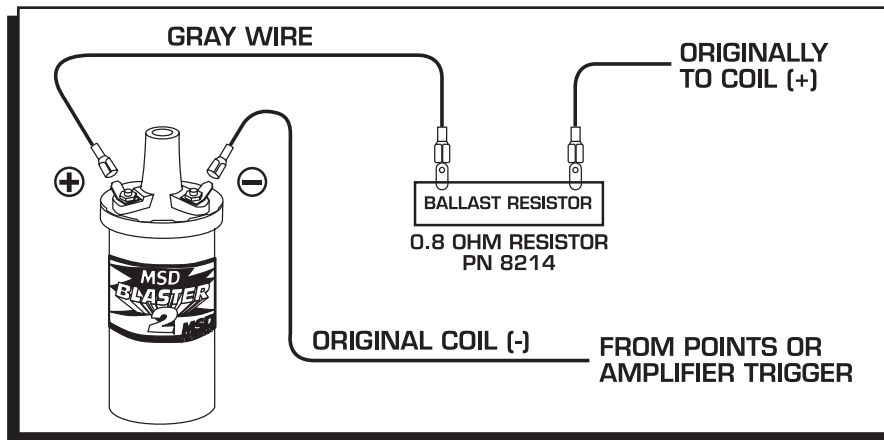 GRAY WIRE
ORIGINALLY
TO COIL (+)
+
−
BALLAST RESISTOR
0.8 OHM RESISTOR
PN 8214
MSD
BLASTER
2
MSD
ORIGINAL COIL (-)
FROM POINTS OR
AMPLIFIER TRIGGER